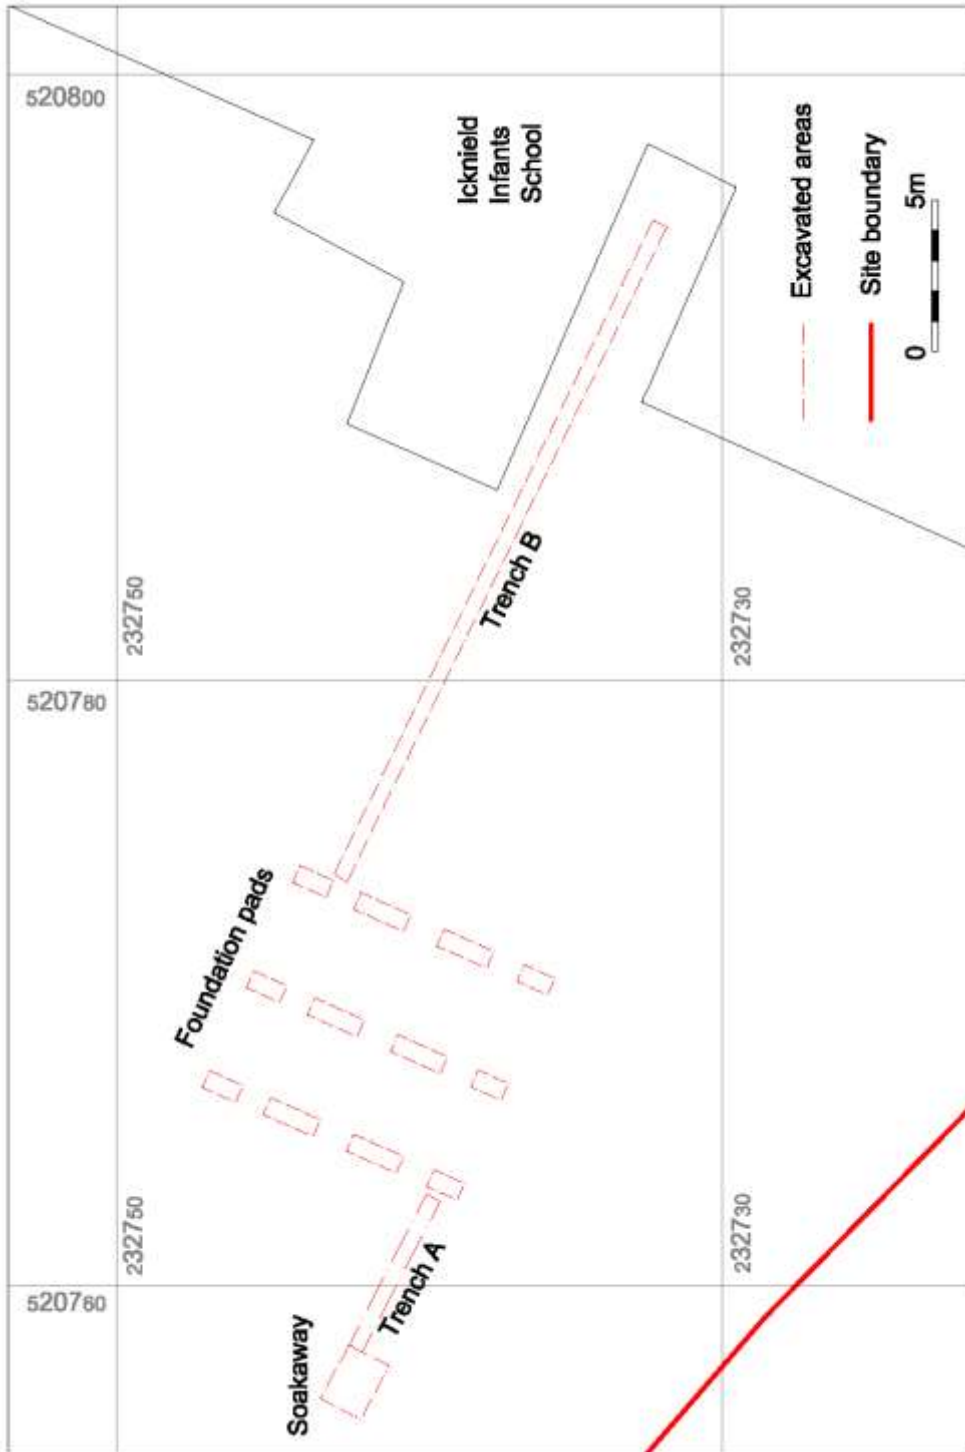 520800
Icknield
Infants
School
Excavated areas
Site boundary
0 5m
232750
232730
Trench B
520780
Foundation pads
232750
232730
520760
Trench A
Soakaway